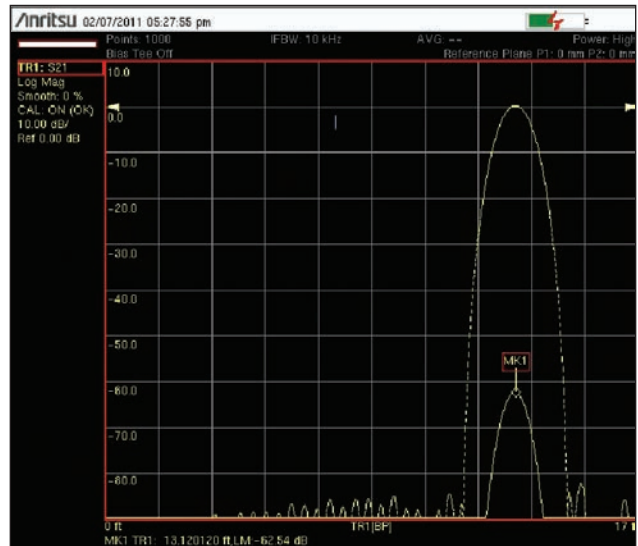 Anritsu 02/07/2011 05:27:55 pm
Points: 1000 IFBW: 10 kHz AVG: -- Power: High
Bias Tee Off Reference Plane P1: 0 mm P2: 0 mm
TR1: S21
Log Mag
Smooth: 0 %
CAL: ON (OK)
10.00 dB/
Ref 0.00 dB
10.0
0.0
-10.0
-20.0
-30.0
-40.0
-50.0
MK1
-60.0
-70.0
-80.0
0 ft TR1|BP| 17
MK1 TR1: 13.120120 ft,LM:-62.54 dB